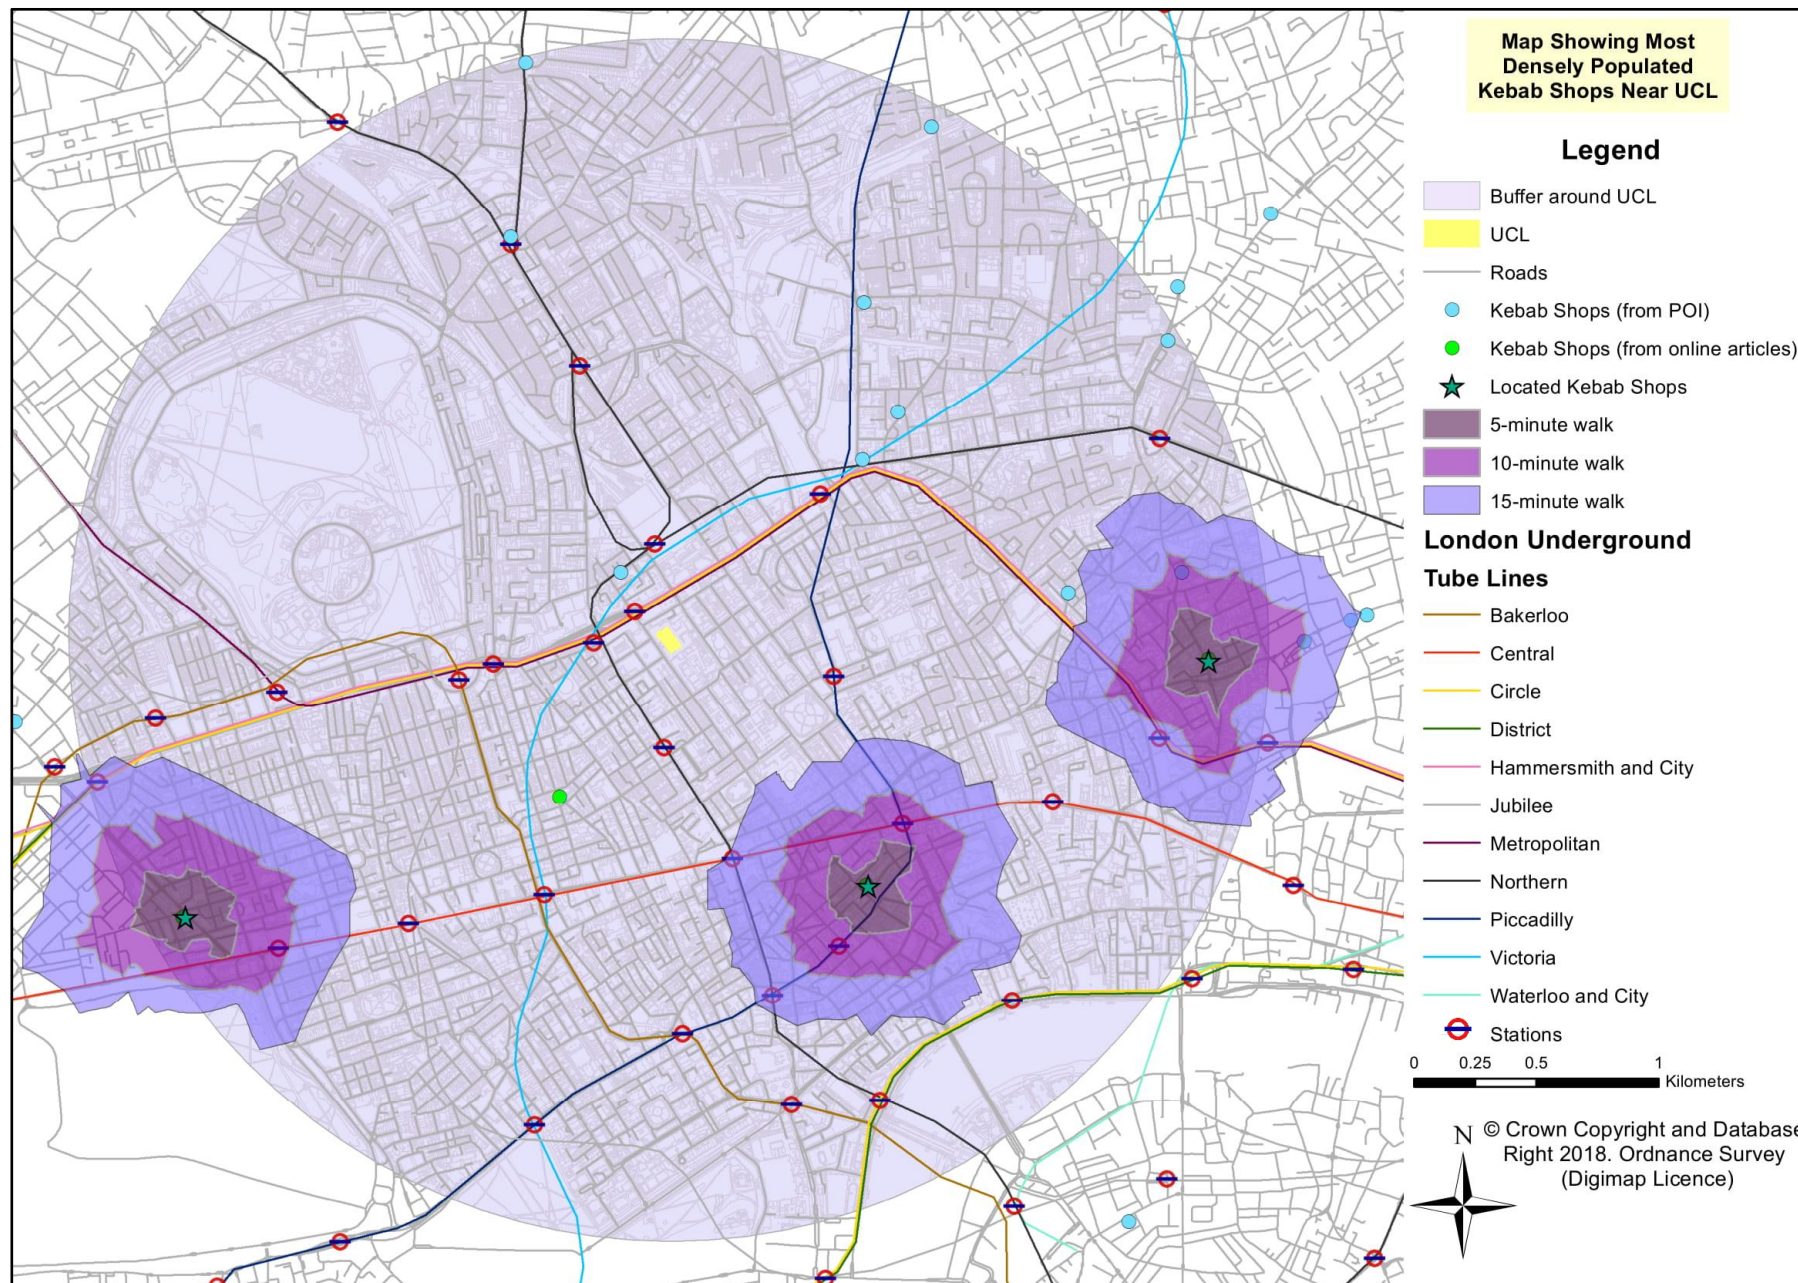 Map Showing Most
Densely Populated
Kebab Shops Near UCL
Legend
Buffer around UCL
UCL
Roads
Kebab Shops (from POI)
Kebab Shops (from online articles)
Located Kebab Shops
5-minute walk
10-minute walk
15-minute walk
London Underground
Tube Lines
Bakerloo
Central
Circle
District
Hammersmith and City
Jubilee
Metropolitan
Northern
Piccadilly
Victoria
Waterloo and City
Stations
0 0.25 0.5 1
Kilometers
N
© Crown Copyright and Database
Right 2018. Ordnance Survey
(Digimap Licence)